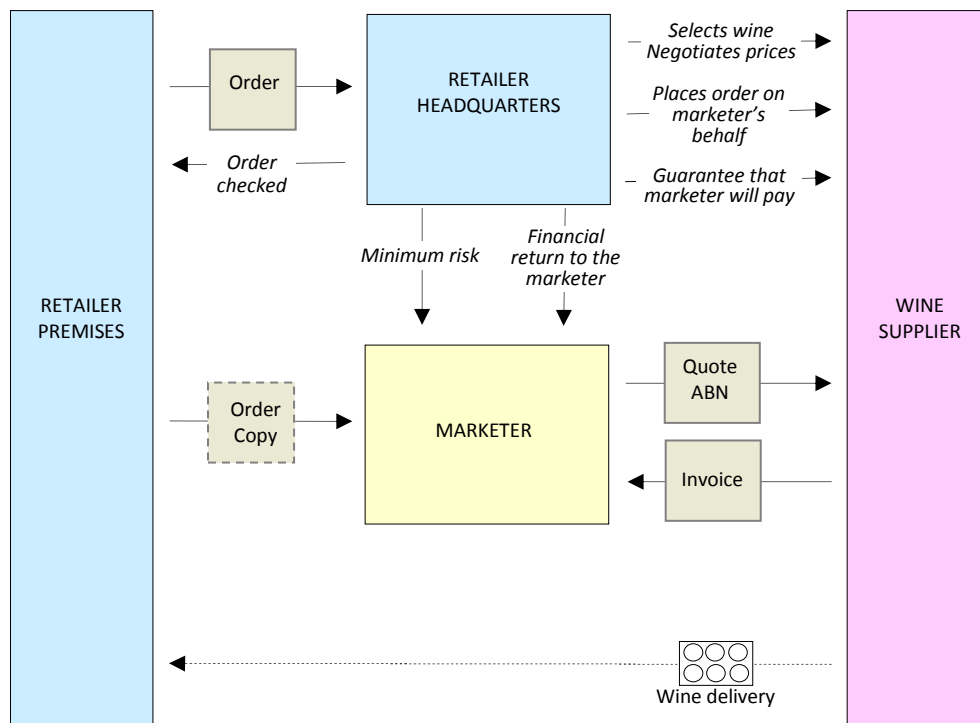 Selects wine
Negotiates prices
Order
RETAILER
HEADQUARTERS
Places order on
marketer's
behalf
Order
checked
Guarantee that
marketer will pay
Minimum risk
Financial
return to the
marketer
RETAILER
PREMISES
WINE
SUPPLIER
Quote
ABN
Order
Copy
MARKETER
Invoice
Wine delivery